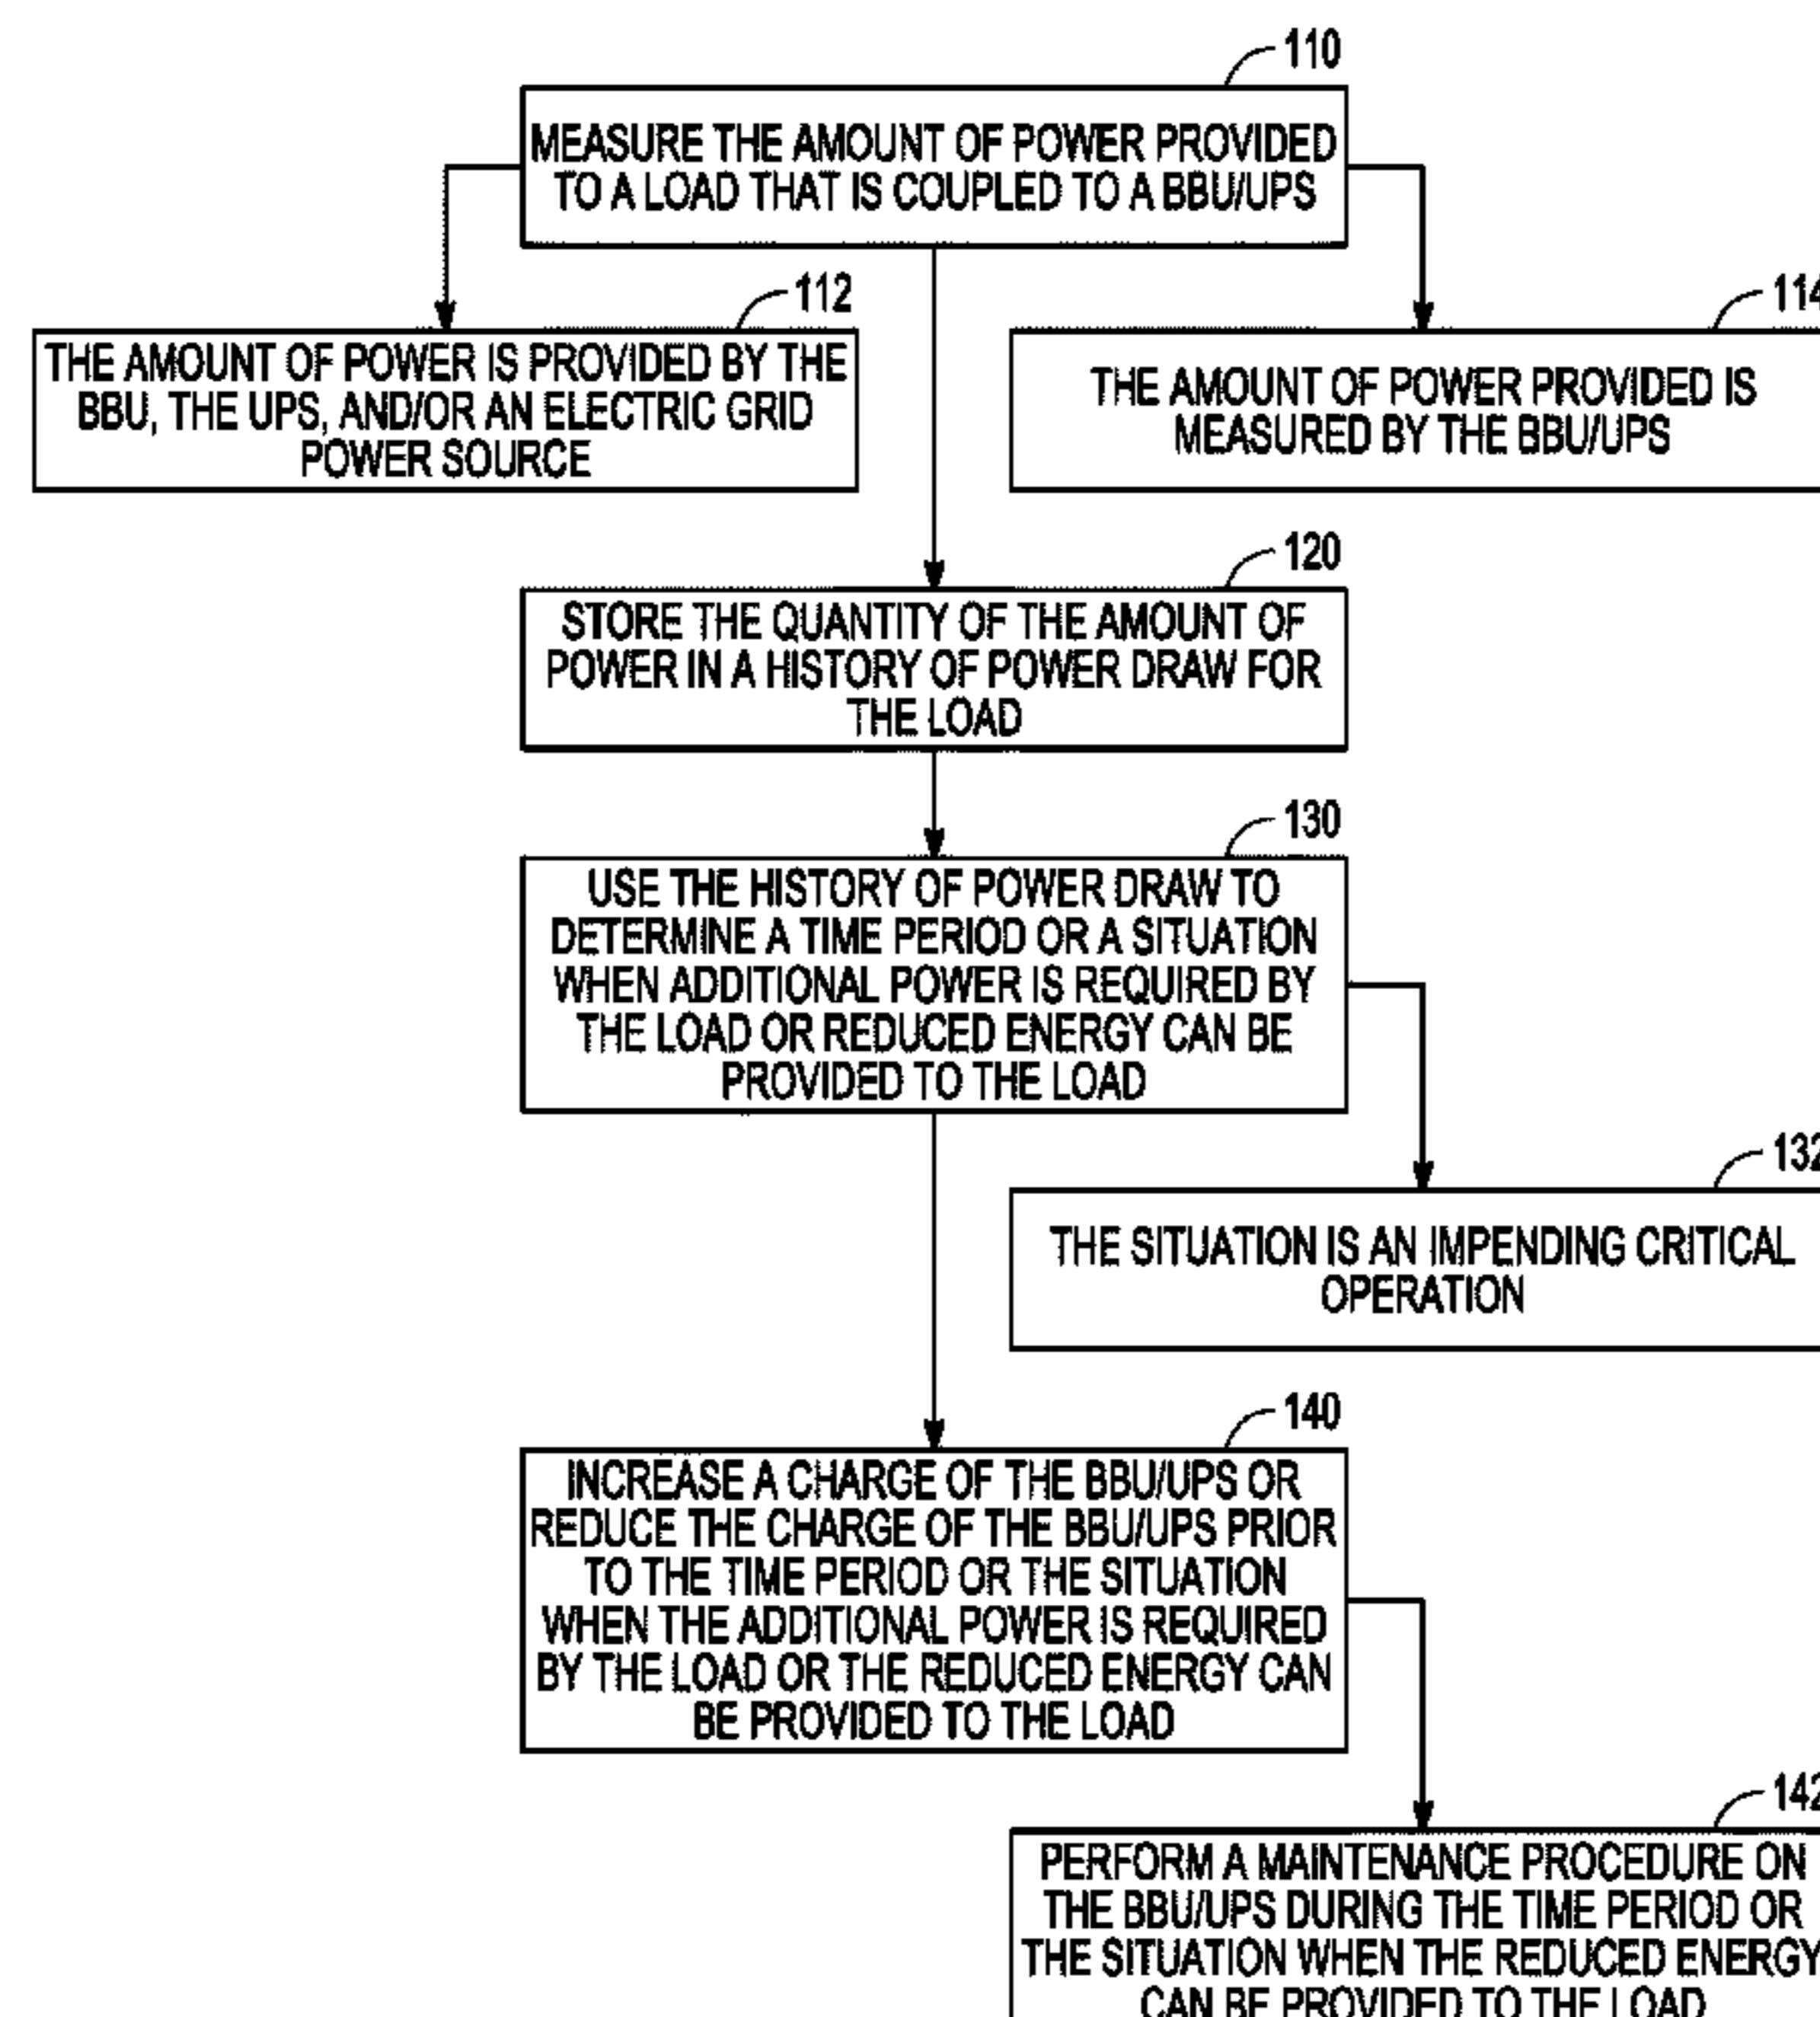 110
MEASURE THE AMOUNT OF POWER PROVIDED
TO A LOAD THAT IS COUPLED TO A BBU/UPS
112
THE AMOUNT OF POWER IS PROVIDED BY THE
BBU, THE UPS, AND/OR AN ELECTRIC GRID
POWER SOURCE
114
THE AMOUNT OF POWER PROVIDED IS
MEASURED BY THE BBU/UPS
120
STORE THE QUANTITY OF THE AMOUNT OF
POWER IN A HISTORY OF POWER DRAW FOR
THE LOAD
130
USE THE HISTORY OF POWER DRAW TO
DETERMINE A TIME PERIOD OR A SITUATION
WHEN ADDITIONAL POWER IS REQUIRED BY
THE LOAD OR REDUCED ENERGY CAN BE
PROVIDED TO THE LOAD
132
THE SITUATION IS AN IMPENDING CRITICAL
OPERATION
140
INCREASE A CHARGE OF THE BBU/UPS OR
REDUCE THE CHARGE OF THE BBU/UPS PRIOR
TO THE TIME PERIOD OR THE SITUATION
WHEN THE ADDITIONAL POWER IS REQUIRED
BY THE LOAD OR THE REDUCED ENERGY CAN
BE PROVIDED TO THE LOAD
142
PERFORM A MAINTENANCE PROCEDURE ON
THE BBU/UPS DURING THE TIME PERIOD OR
THE SITUATION WHEN THE REDUCED ENERGY
CAN BE PROVIDED TO THE LOAD